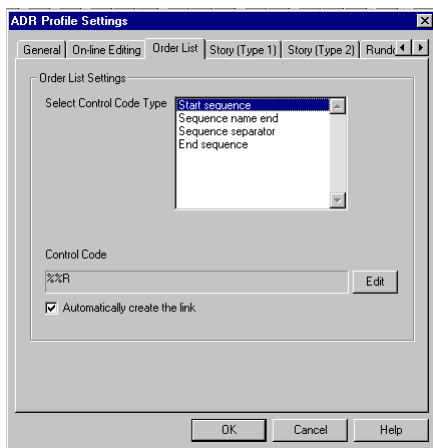 ADR Profile Settings
General On-line Editing Order List Story (Type 1) Story (Type 2)
Order List Settings
Select Control Code Type
Start sequence
Sequence name end
Sequence separator
End sequence
Control Code
%%R
Edit
Automatically create the link
OK Cancel Help